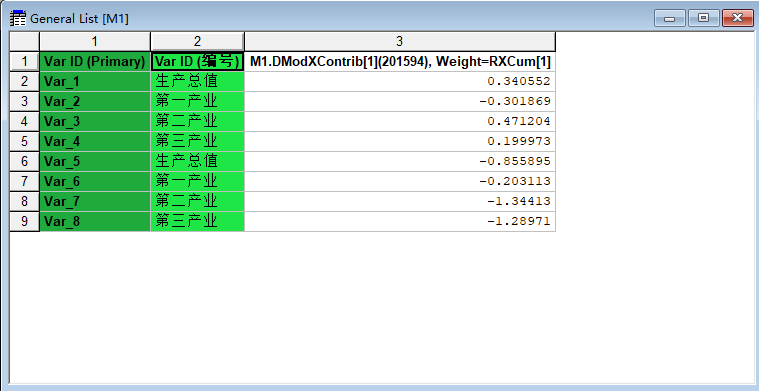 General List [M1]
1 2 3
1 Var ID (Primary) Var ID (编号) M1.DModXContrib[1](201594), Weight=RXCum[1]
2 Var_1 生产总值 0.340552
3 Var_2 第一产业 -0.301869
4 Var_3 第二产业 0.471204
5 Var_4 第三产业 0.199973
6 Var_5 生产总值 -0.855895
7 Var_6 第一产业 -0.203113
8 Var_7 第二产业 -1.34413
9 Var_8 第三产业 -1.28971